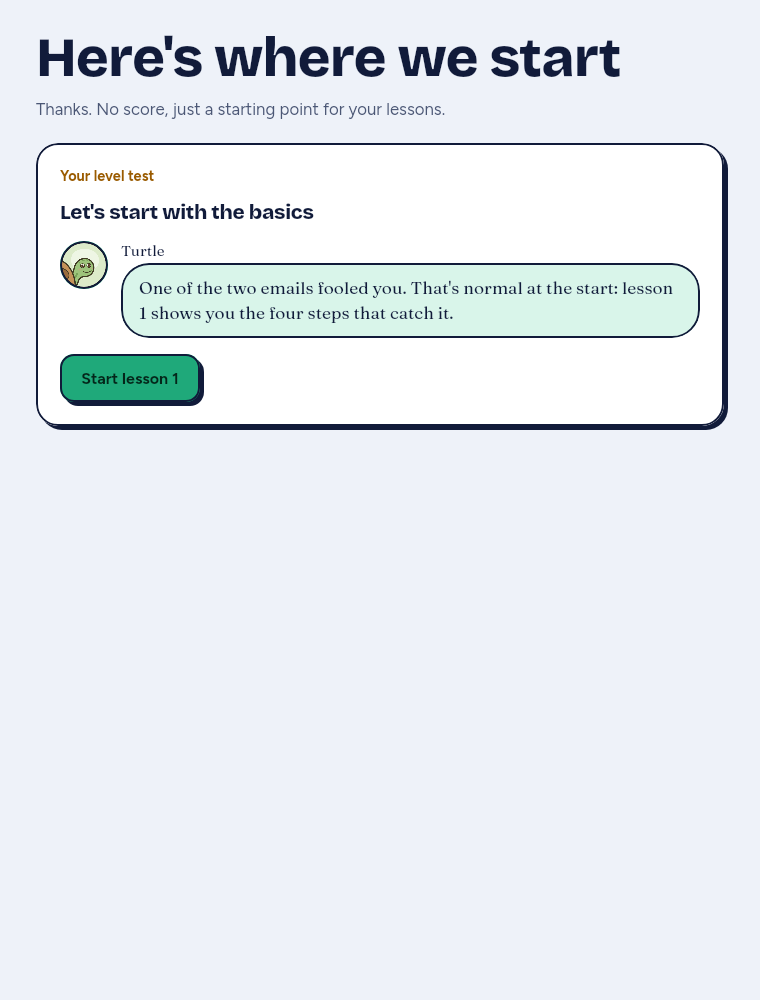 Here's where we start
Thanks. No score, just a starting point for your lessons.
Your level test
Let's start with the basics
Turtle
One of the two emails fooled you. That's normal at the start: lesson
1 shows you the four steps that catch it.
Start lesson 1